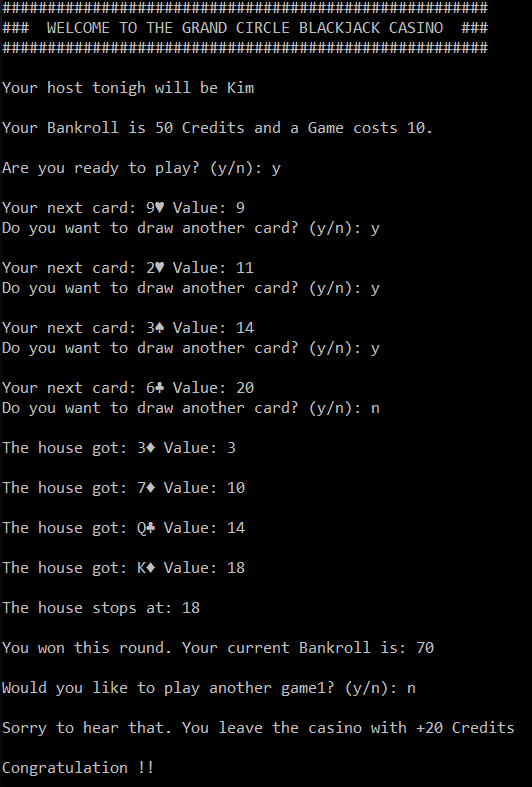 ######################################################
###  WELCOME TO THE GRAND CIRCLE BLACKJACK CASINO  ###
######################################################
Your host tonigh will be Kim
Your Bankroll is 50 Credits and a Game costs 10.
Are you ready to play? (y/n): y
Your next card: 9♥ Value: 9
Do you want to draw another card? (y/n): y
Your next card: 2♥ Value: 11
Do you want to draw another card? (y/n): y
Your next card: 3♠ Value: 14
Do you want to draw another card? (y/n): y
Your next card: 6♣ Value: 20
Do you want to draw another card? (y/n): n
The house got: 3♦ Value: 3
The house got: 7♦ Value: 10
The house got: Q♣ Value: 14
The house got: K♦ Value: 18
The house stops at: 18
You won this round. Your current Bankroll is: 70
Would you like to play another game1? (y/n): n
Sorry to hear that. You leave the casino with +20 Credits
Congratulation !!